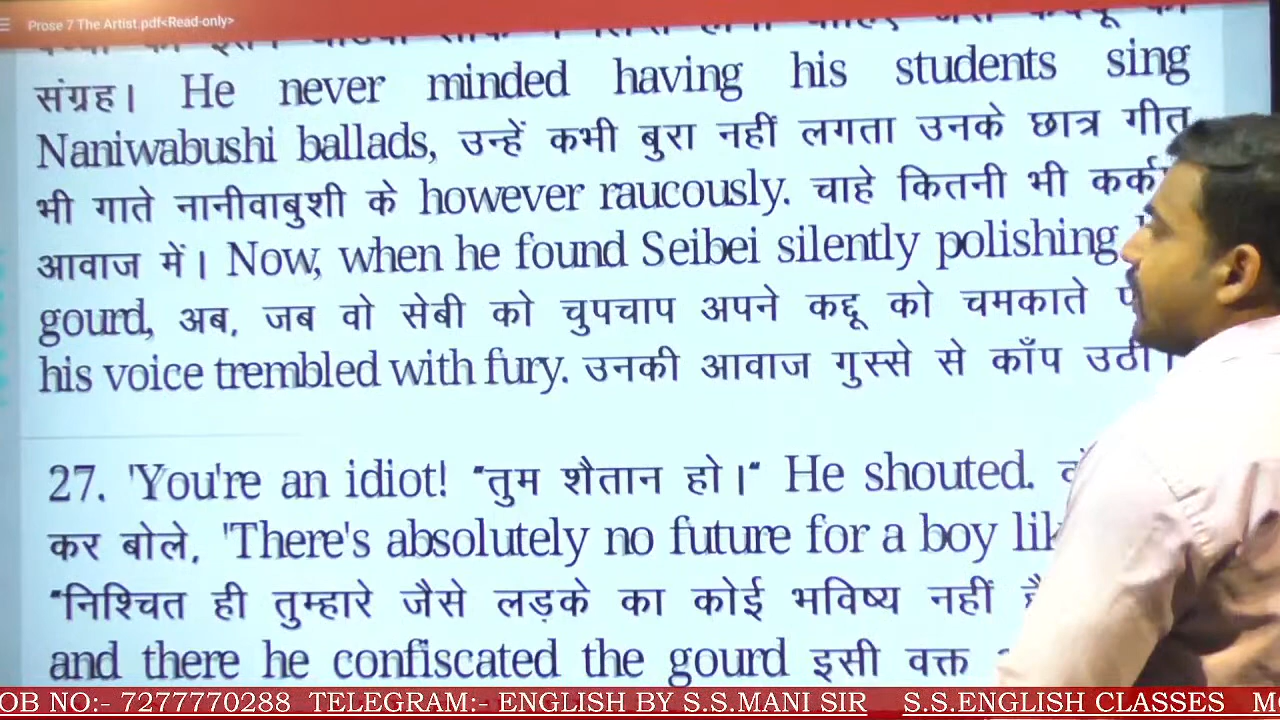 Prose 7 The Artist.pdf<Read-only>
संग्रह। He never minded having his students sing
Naniwabushi ballads, उन्हें कभी बुरा नहीं लगता उनके छात्र गीत
भी गाते नानीवाबुशी के however raucously. चाहे कितनी भी
आवाज में। Now, when he found Seibei silently polishing
gourd, अब, जब वो सेबी को चुपचाप अपने कद्दू को चमकाते
his voice trembled with fury. उनकी आवाज गुस्से से काँप उठी।
27. 'You're an idiot! "तुम शैतान हो।" He shouted.
कर बोले, 'There's absolutely no future for a boy
"निश्चित ही तुम्हारे जैसे लड़के का कोई भविष्य नहीं
and there he confiscated the gourd इसी वक्त
OB NO:- 7277770288 TELEGRAM:- ENGLISH BY S.S.MANI SIR S.S.ENGLISH CLASSES